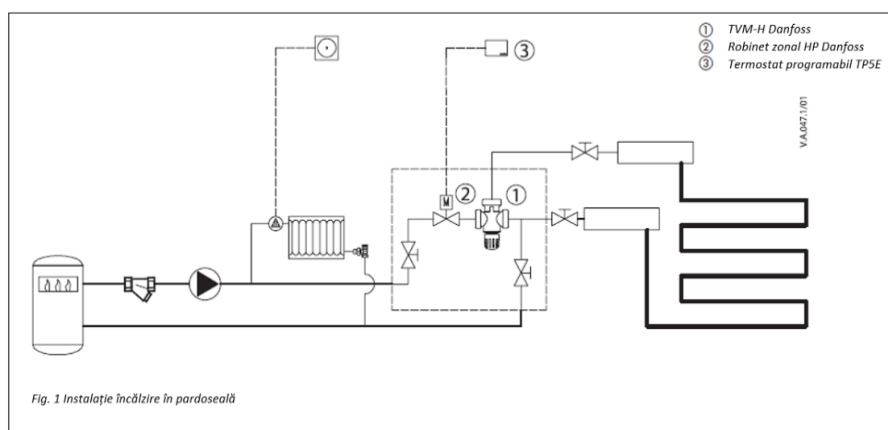 ① TVM-H Danfoss
② Robinet zonal HP Danfoss
③ Termostat programabil TP5E
V.A.047.1/01
③
②
①
M
Fig. 1 Instalație încălzire în pardoseală